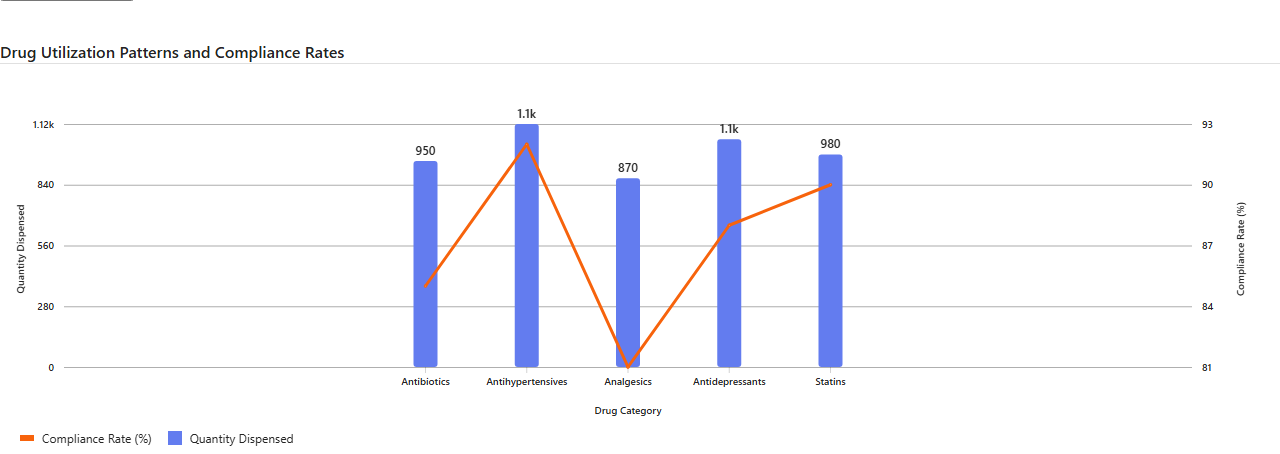 Drug Utilization Patterns and Compliance Rates
1.12k
840
560
280
0
Quantity Dispensed
950
1.1k
870
1.1k
980
93
90
87
84
81
Compliance Rate (%)
Antibiotics Antihypertensives Analgesics Antidepressants Statins
Drug Category
Compliance Rate (%) Quantity Dispensed